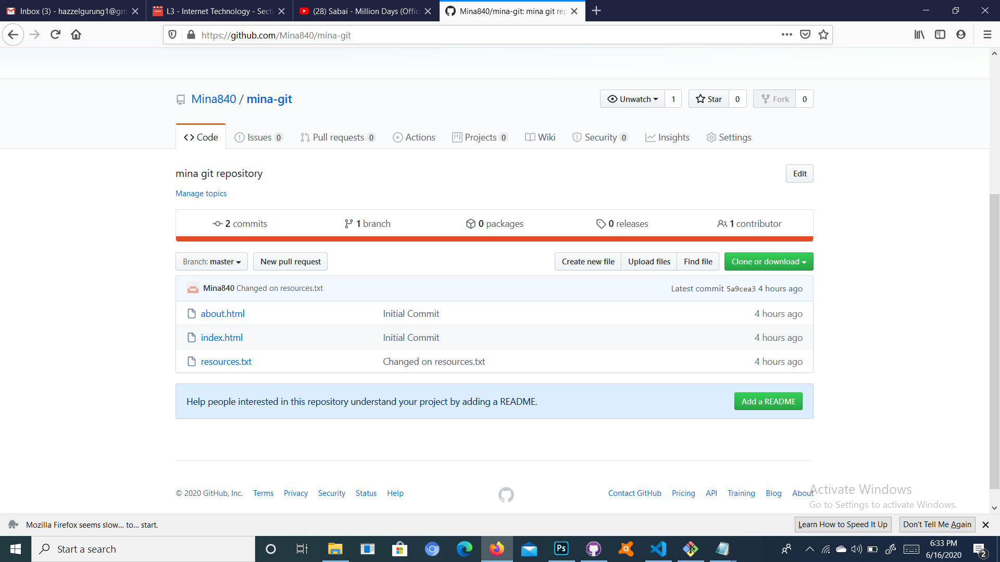 Inbox (3) - hazzelgurung1@gm
L3 - Internet Technology - Secti
(28) Sabai - Million Days (Offici
Mina840/mina-git: mina git rep
https://github.com/Mina840/mina-git
Mina840 / mina-git
Unwatch 1
Star 0
Fork 0
Code
Issues 0
Pull requests 0
Actions
Projects 0
Wiki
Security 0
Insights
Settings
mina git repository
Edit
Manage topics
2 commits
1 branch
0 packages
0 releases
1 contributor
Branch: master
New pull request
Create new file
Upload files
Find file
Clone or download
Mina840 Changed on resources.txt
Latest commit 5a9cea3 4 hours ago
about.html Initial Commit 4 hours ago
index.html Initial Commit 4 hours ago
resources.txt Changed on resources.txt 4 hours ago
Help people interested in this repository understand your project by adding a README.
Add a README
© 2020 GitHub, Inc. Terms Privacy Security Status Help
Contact GitHub Pricing API Training Blog About
Activate Windows
Go to Settings to activate Windows.
Mozilla Firefox seems slow... to... start.
Learn How to Speed It Up
Don't Tell Me Again
Start a search
Ps
6:33 PM
6/16/2020
2